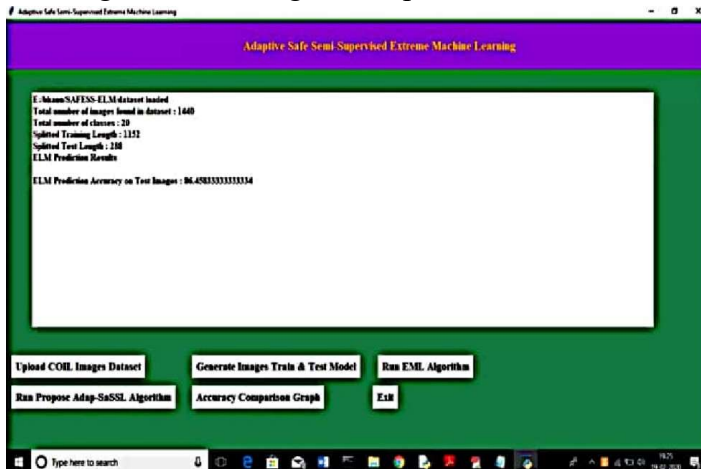 Adaptive Safe Semi-Supervised Extreme Machine Learning
Adaptive Safe Semi-Supervised Extreme Machine Learning
dataset loaded
Total number of images found in dataset : 1440
Total number of classes : 20
Splitted Training Length : 1152
Splitted Test Length : 288
ELM Prediction Results
ELM Prediction Accuracy on Test Images : 86.45833333333334
Upload COIL Images Dataset
Generate Images Train & Test Model
Run EML Algorithm
Run Propose Adap-SaSSL Algorithm
Accuracy Comparison Graph
Exit
Type here to search